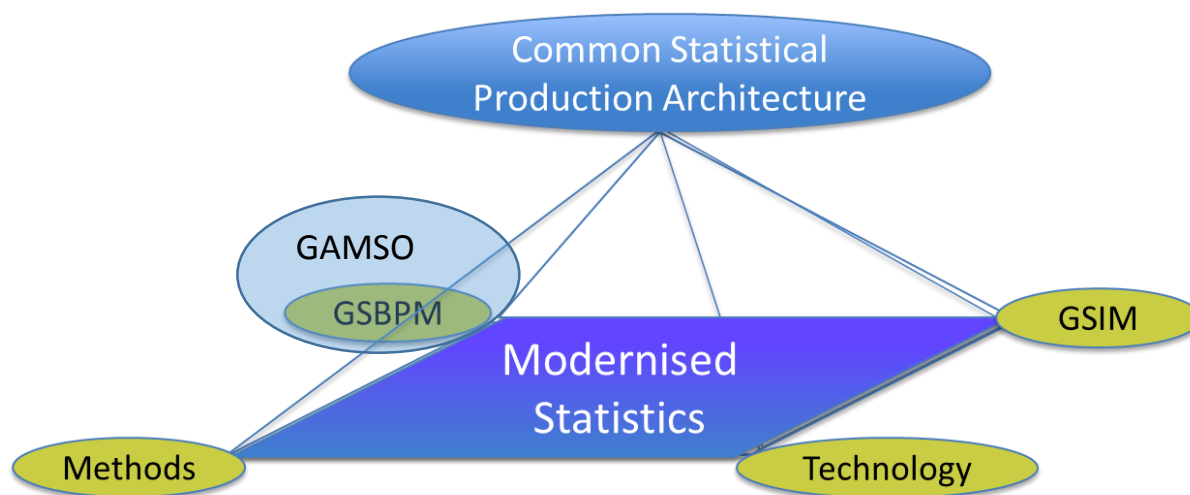 Common Statistical
Production Architecture
GAMSO
GSBPM
GSIM
Modernised
Statistics
Methods
Technology